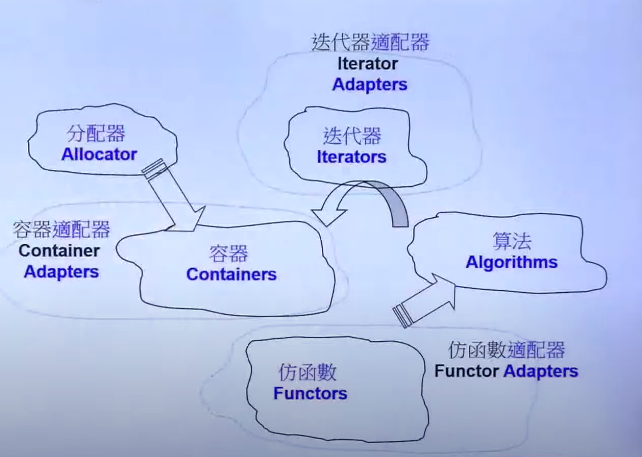 迭代器適配器
Iterator
Adapters
分配器
Allocator
迭代器
Iterators
容器適配器
Container
Adapters
容器
Containers
算法
Algorithms
仿函數適配器
Functor Adapters
仿函數
Functors